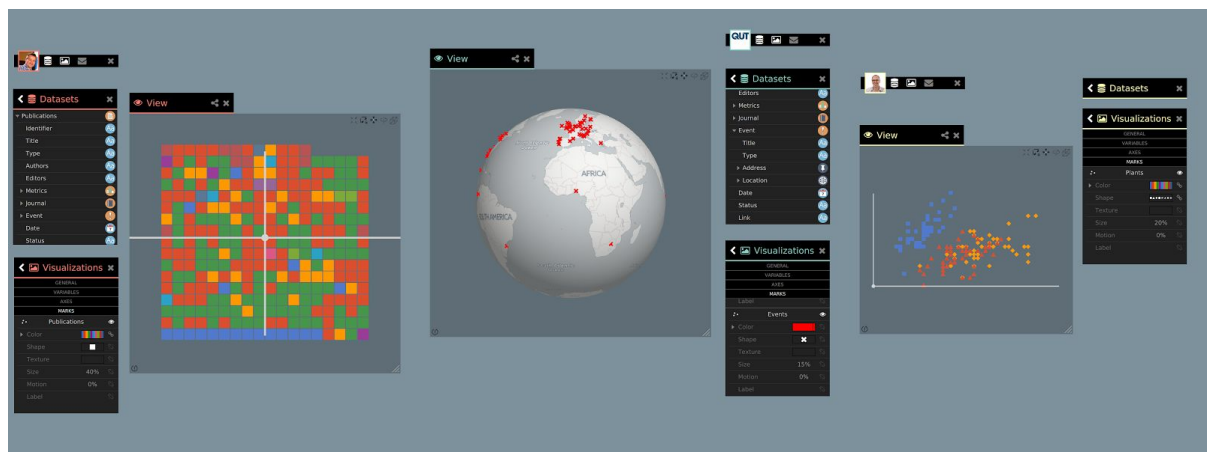 View
Datasets
Publications
Identifier
Title
Type
Authors
Editors
Metrics
Journal
Event
Date
Status
Visualizations
GENERAL
VARIABLES
AXES
MARKS
Publications
Color
Shape
Texture
Size 40%
Motion 0%
Label
View
AFRICA
QUT
Datasets
Editors
Metrics
Journal
Event
Title
Type
Address
Location
Date
Status
Link
Visualizations
GENERAL
VARIABLES
AXES
MARKS
Label
Events
Color
Shape
Texture
Size 15%
Motion 0%
Label
View
Datasets
Visualizations
GENERAL
VARIABLES
AXES
MARKS
Plants
Color
Shape
Texture
Size 20%
Motion 0%
Label